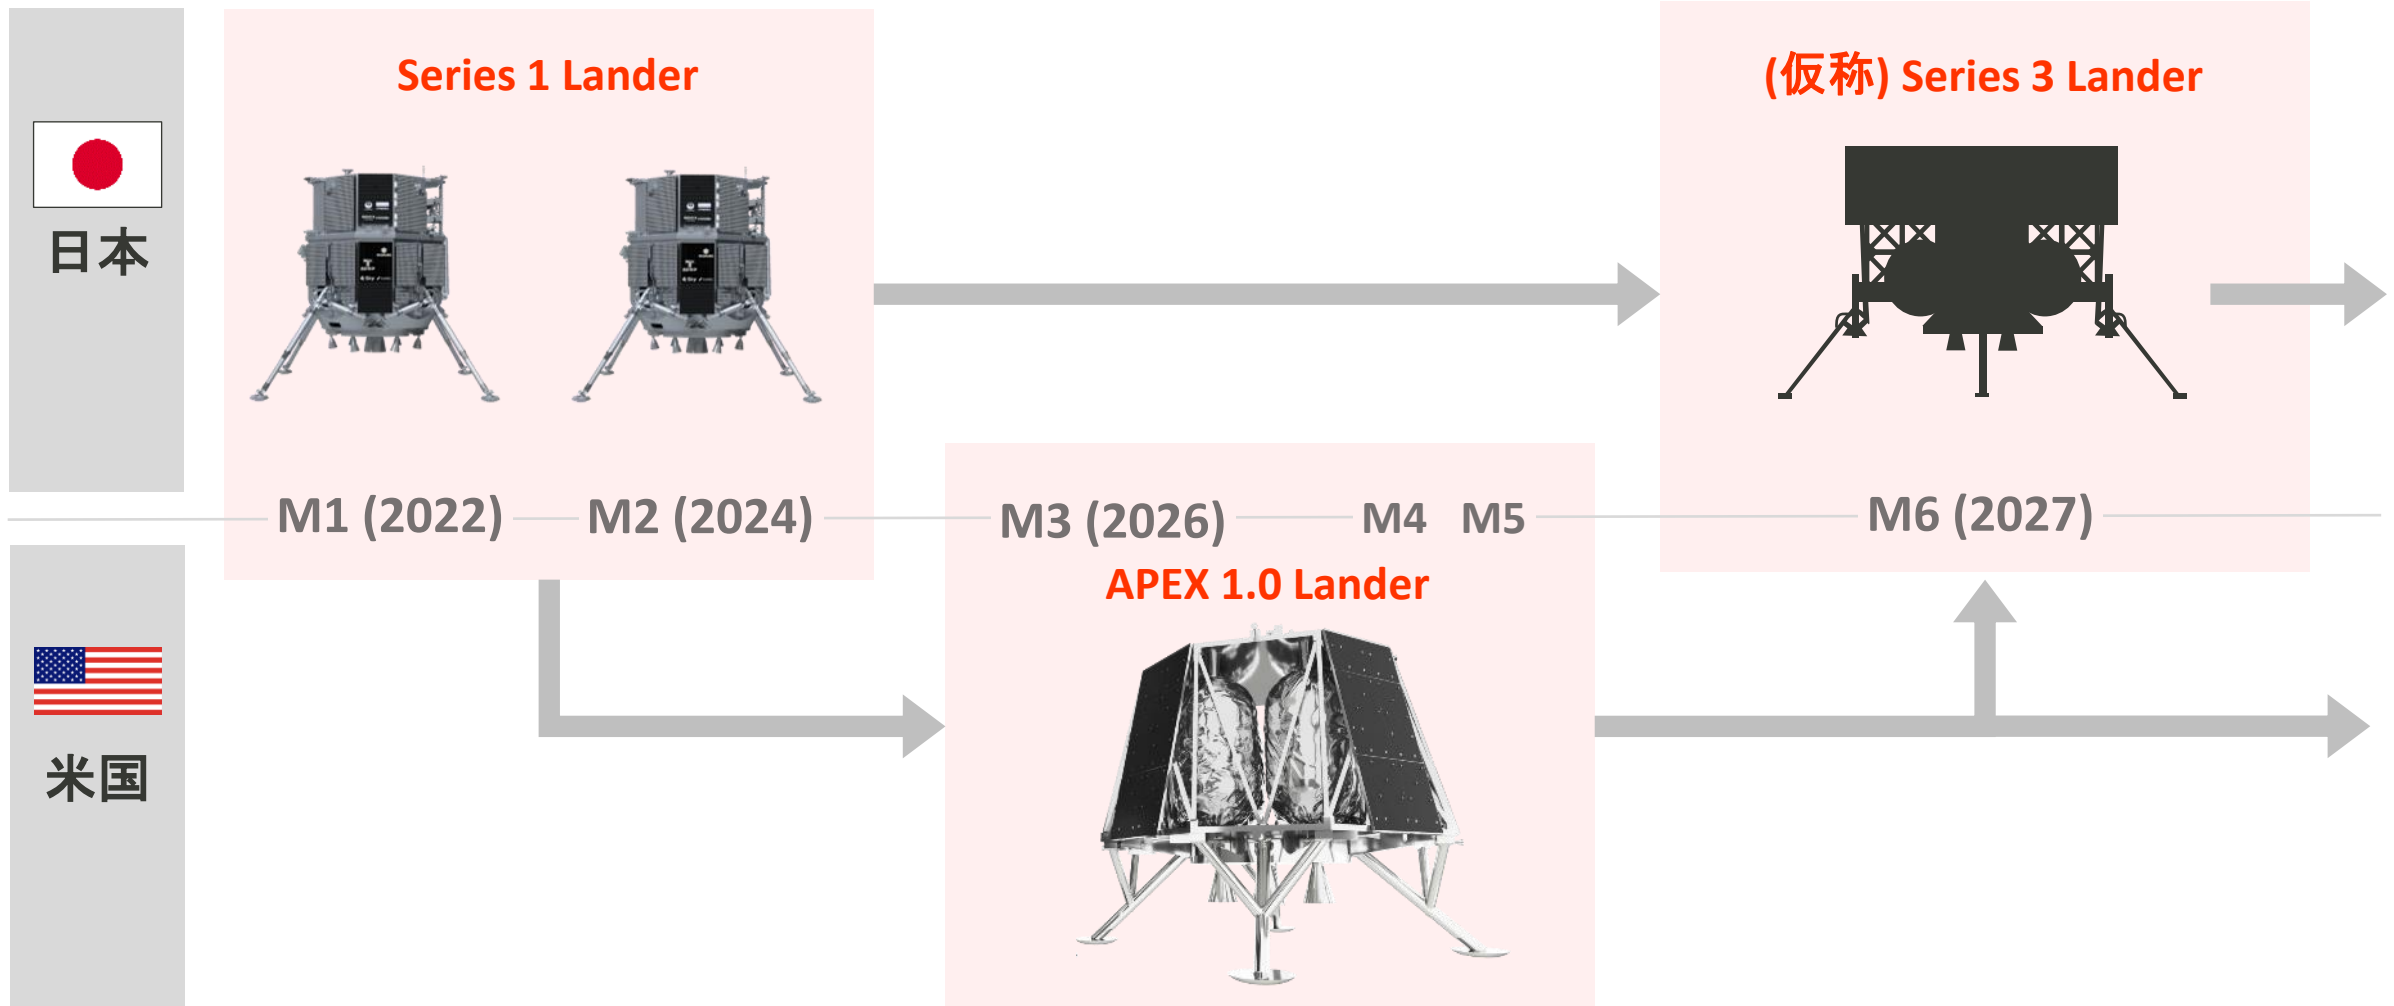 Series 1 Lander
(仮称) Series 3 Lander
日本
M1 (2022)
M2 (2024)
M3 (2026)
M4
M5
M6 (2027)
APEX 1.0 Lander
米国